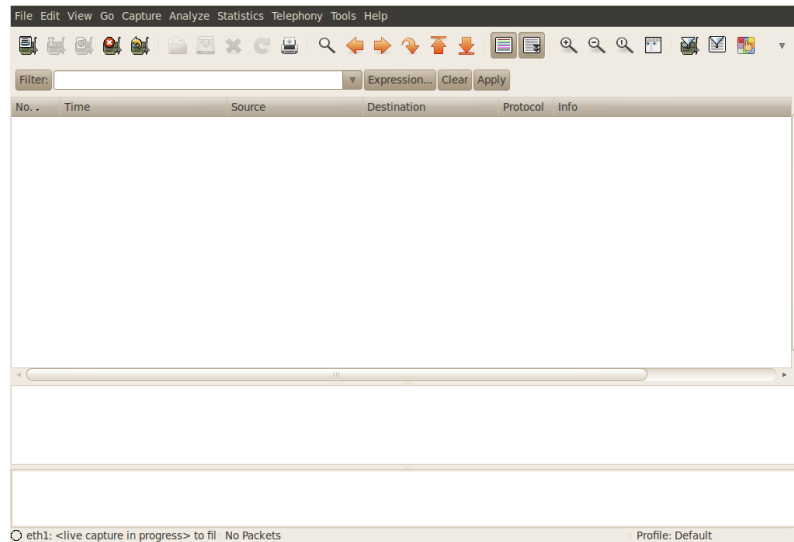 File Edit View Go Capture Analyze Statistics Telephony Tools Help
Filter: Expression... Clear Apply
No. . Time Source Destination Protocol Info
eth1: <live capture in progress> to fil No Packets Profile: Default